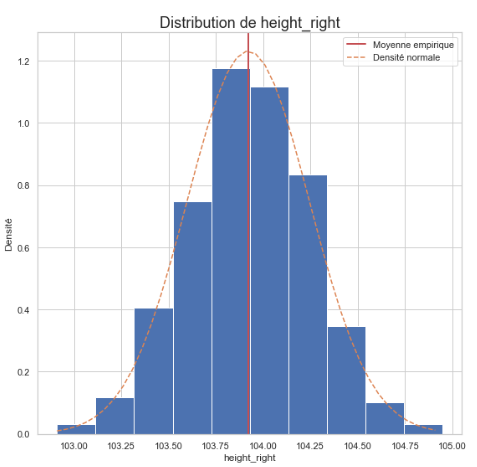 Distribution de height_right
Moyenne empirique
Densité normale
1.2
1.0
0.8
0.6
0.4
0.2
0.0
Densité
103.00 103.25 103.50 103.75 104.00 104.25 104.50 104.75 105.00
height_right